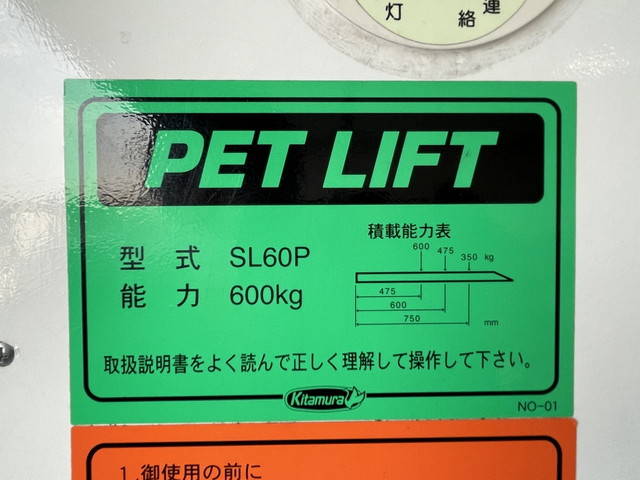 灯
連
絡
PET LIFT
型 式 SL60P
能 力 600kg
積載能力表
600 475 350 kg
475
600
750 mm
取扱説明書をよく読んで正しく理解して操作して下さい。
Kitamura
NO-01
1.御使用の前に